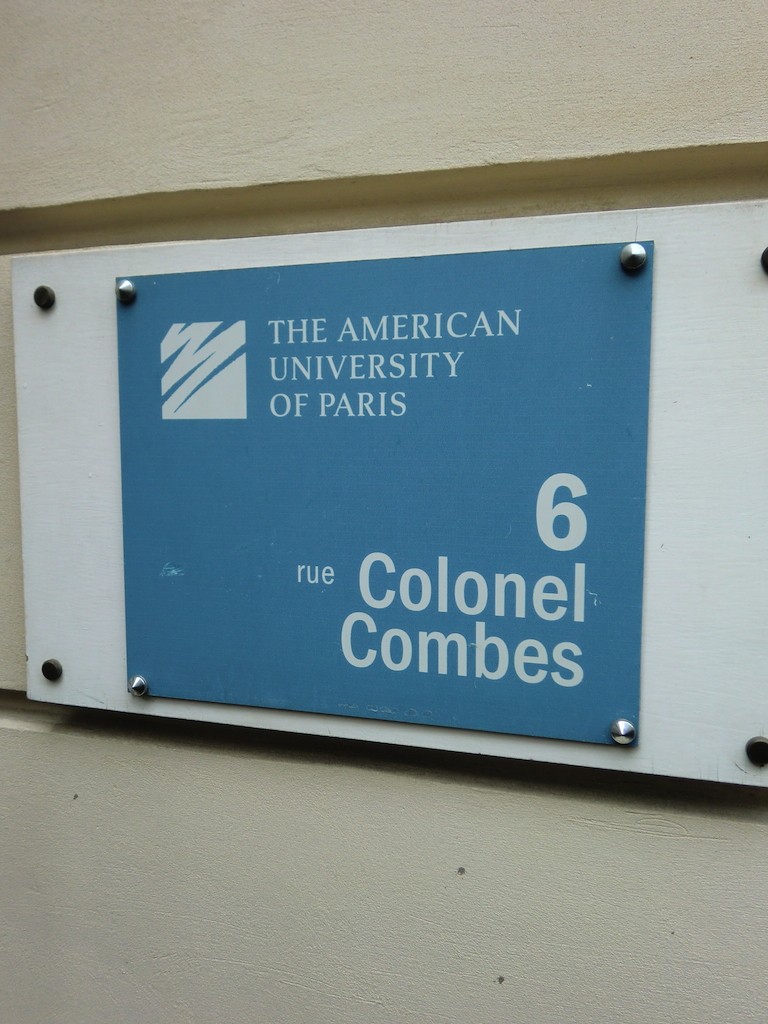 THE AMERICAN
UNIVERSITY
OF PARIS
6
rue Colonel
Combes